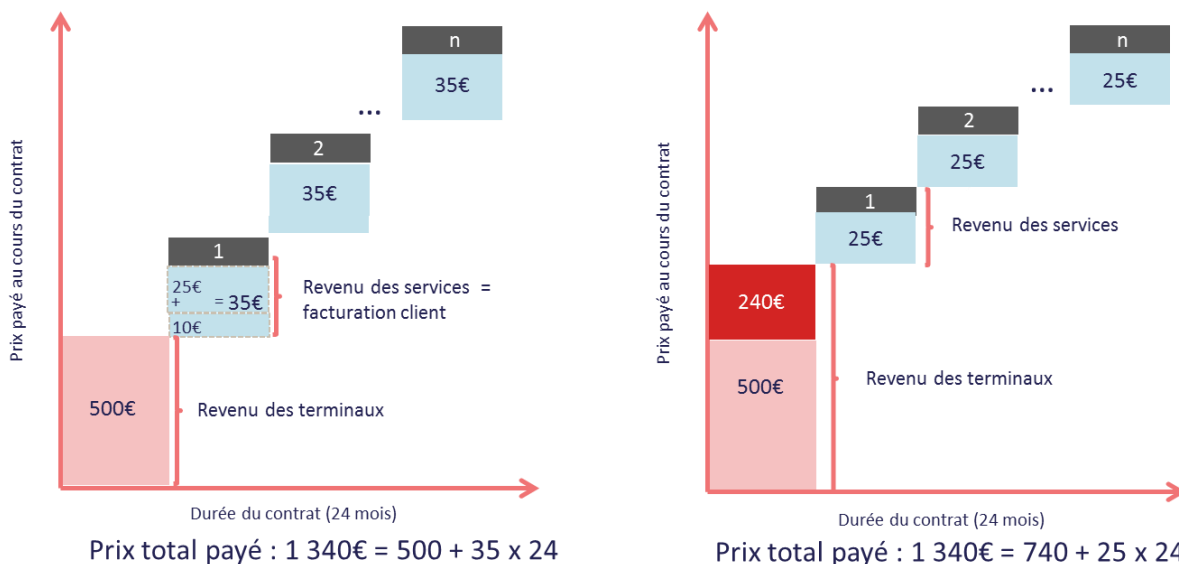 Prix payé au cours du contrat
n
35€
...
2
35€
1
25€
+
= 35€
10€
Revenu des services =
facturation client
500€
Revenu des terminaux
Durée du contrat (24 mois)
Prix total payé : 1 340€ = 500 + 35 x 24
Prix payé au cours du contrat
n
25€
...
2
25€
1
25€
Revenu des services
240€
500€
Revenu des terminaux
Durée du contrat (24 mois)
Prix total payé : 1 340€ = 740 + 25 x 24